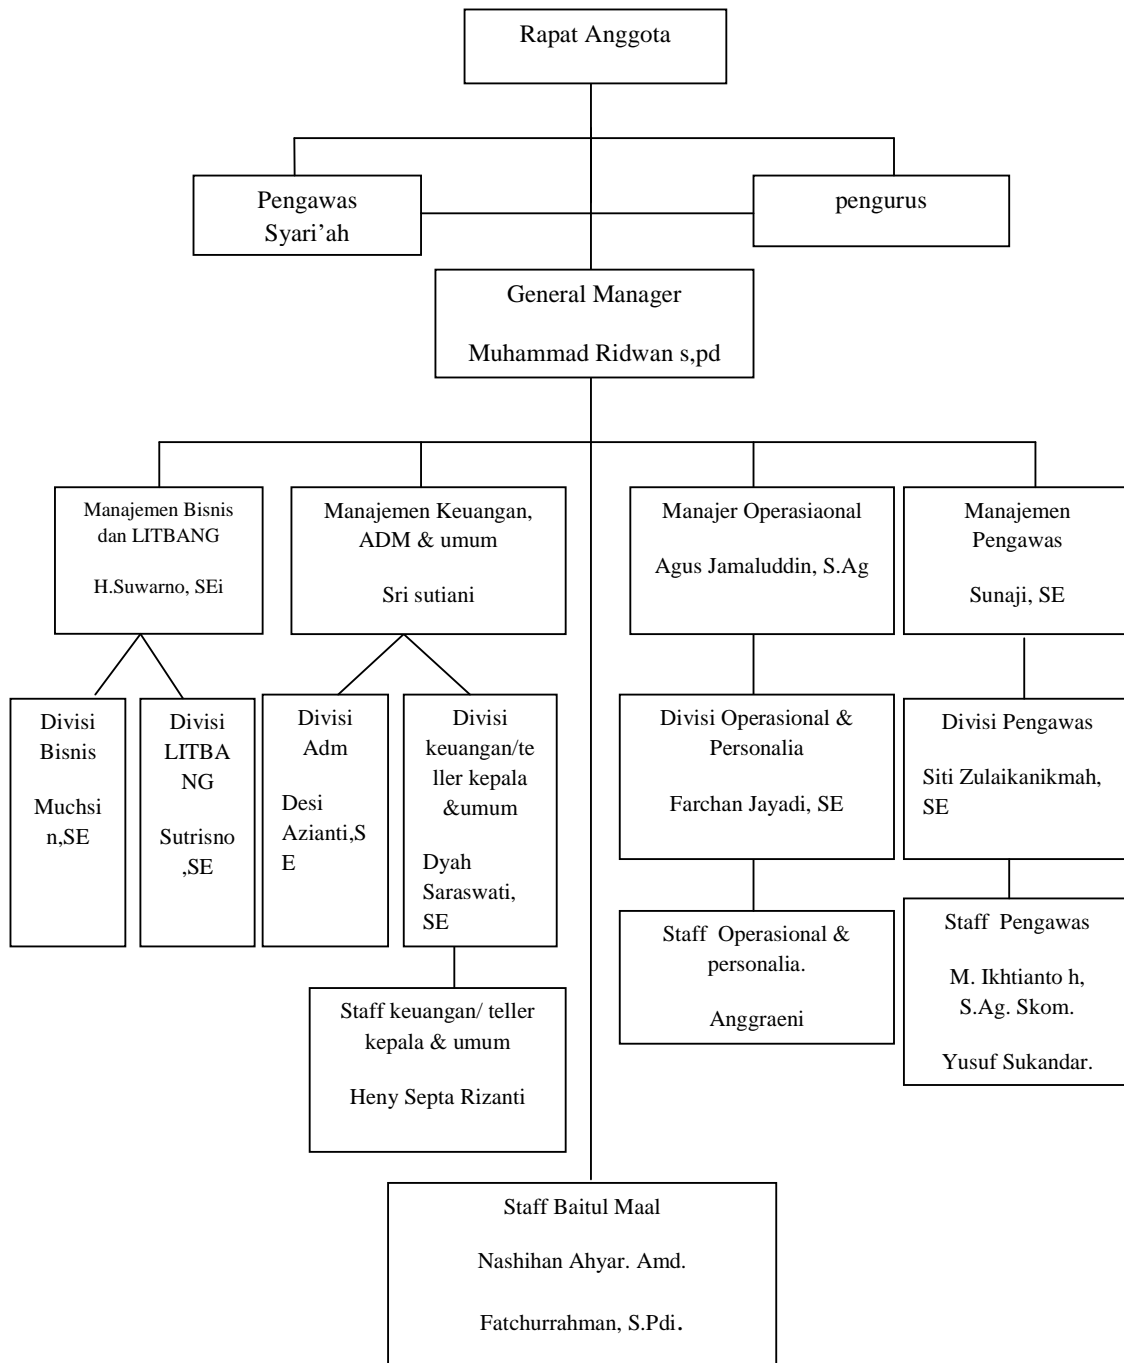 Rapat Anggota
Pengawas
Syari’ah
pengurus
General Manager
Muhammad Ridwan s,pd
Manajemen Bisnis
dan LITBANG
H.Suwarno, SEi
Manajemen Keuangan,
ADM & umum
Sri sutiani
Manajer Operasiaonal
Agus Jamaluddin, S.Ag
Manajemen
Pengawas
Sunaji, SE
Divisi
Bisnis
Muchsi
n,SE
Divisi
LITBA
NG
Sutrisno
,SE
Divisi
Adm
Desi
Azianti,S
E
Divisi
keuangan/te
ller kepala
&umum
Dyah
Saraswati,
SE
Divisi Operasional &
Personalia
Farchan Jayadi, SE
Divisi Pengawas
Siti Zulaikanikmah,
SE
Staff keuangan/ teller
kepala & umum
Heny Septa Rizanti
Staff  Operasional &
personalia.
Anggraeni
Staff  Pengawas
M. Ikhtianto h,
S.Ag. Skom.
Yusuf Sukandar.
Staff Baitul Maal
Nashihan Ahyar. Amd.
Fatchurrahman, S.Pdi.